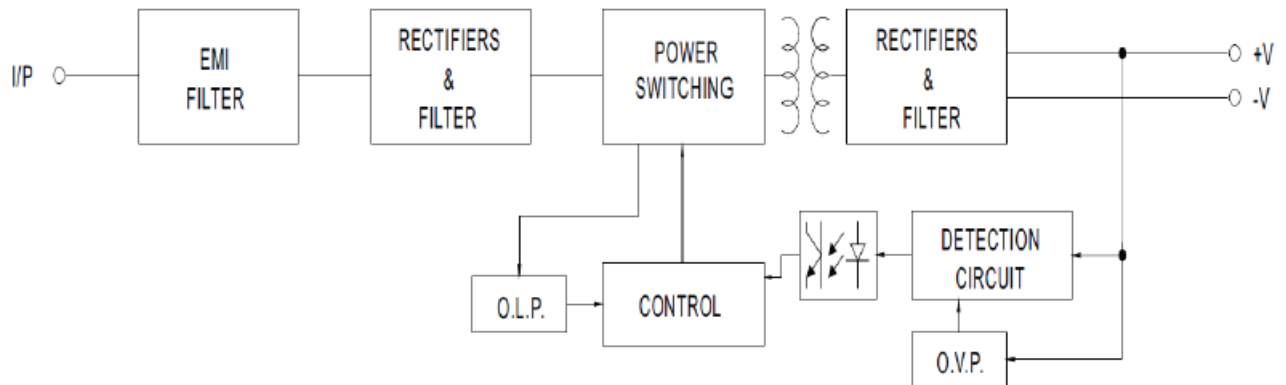 I/P
EMI
FILTER
RECTIFIERS
&
FILTER
POWER
SWITCHING
RECTIFIERS
&
FILTER
+V
-V
O.L.P.
CONTROL
DETECTION
CIRCUIT
O.V.P.